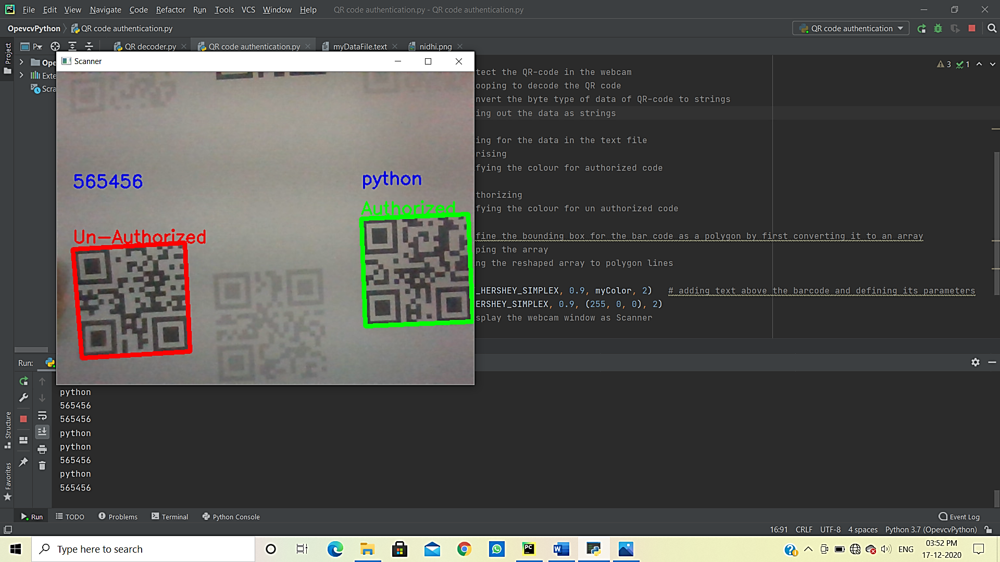 File Edit View Navigate Code Refactor Run Tools VCS Window Help QR code authentication.py - QR code authentication.py
OpevcvPython QR code authentication.py QR code authentication
Project P... QR decoder.py QR code authentication.py myDataFile.text nidhi.png
Scanner
Ope
Exte
Scra
3 1
tect the QR-code in the webcam
ooping to decode the QR code
nvert the byte type of data of QR-code to strings
ing out the data as strings
ing for the data in the text file
rising
fying the colour for authorized code
thorizing
fying the colour for un authorized code
fine the bounding box for the bar code as a polygon by first converting it to an array
ping the array
ng the reshaped array to polygon lines
_HERSHEY_SIMPLEX, 0.9, myColor, 2) # adding text above the barcode and defining its parameters
ERSHEY_SIMPLEX, 0.9, (255, 0, 0), 2)
splay the webcam window as Scanner
565456
python
Authorized
Un-Authorized
Run:
python
565456
565456
python
python
565456
python
565456
Structure
Favorites
Run TODO Problems Terminal Python Console Event Log
16:91 CRLF UTF-8 4 spaces Python 3.7 (OpevcvPython)
Type here to search
ENG
03:52 PM
17-12-2020